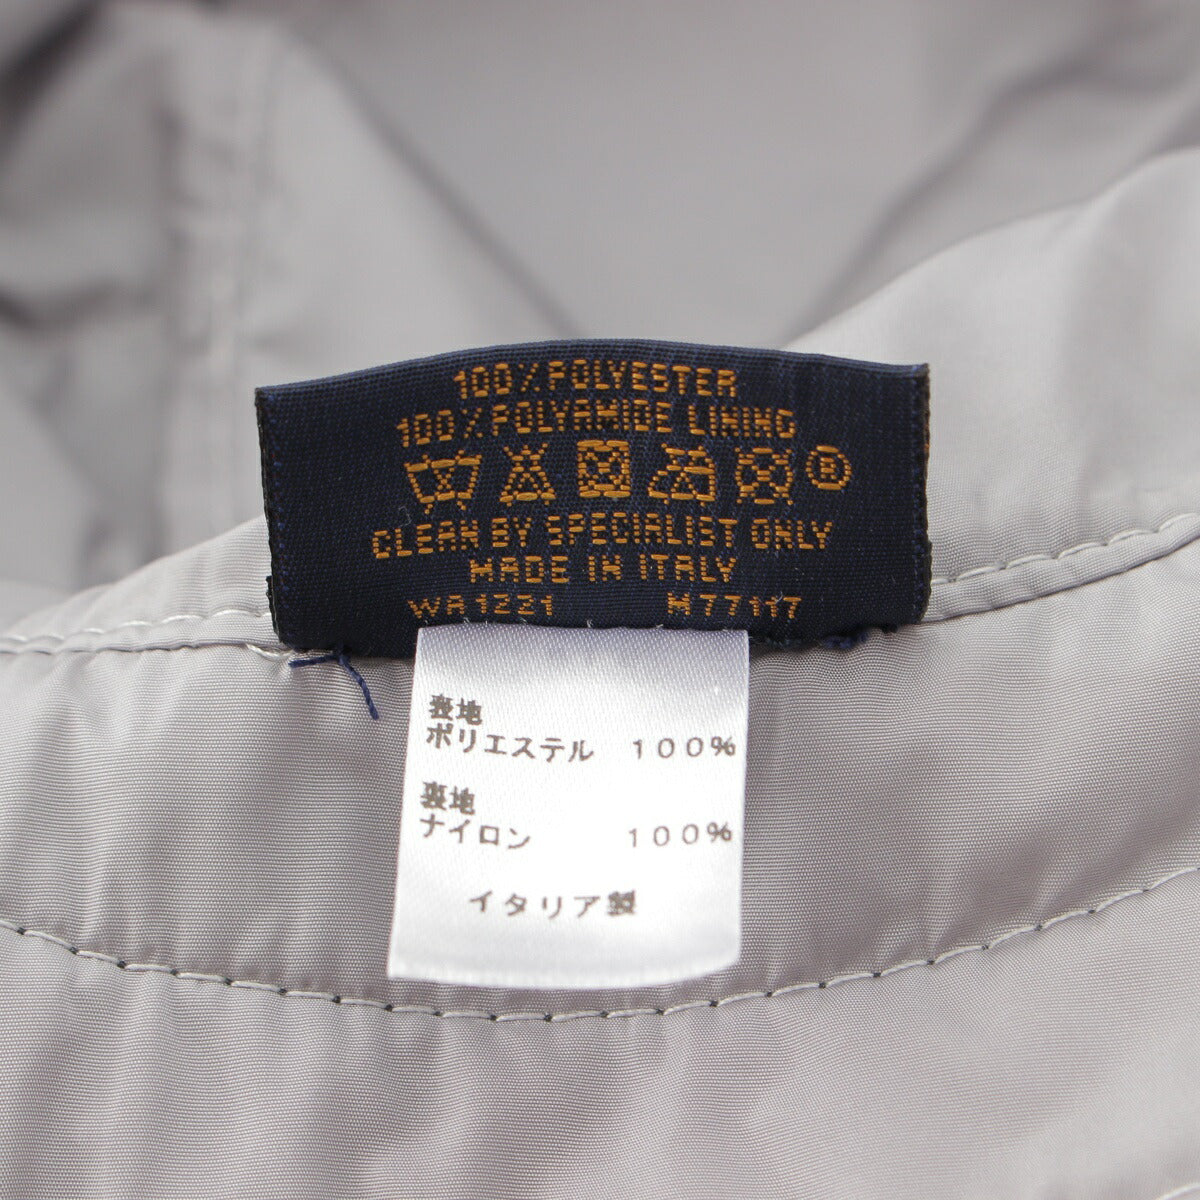 100%POLYESTER
100%POLYAMIDE LINING
®
CLEAN BY SPECIALIST ONLY
MADE IN ITALY
WA1221 M77117
表地
ポリエステル 100%
裏地
ナイロン 100%
イタリア製